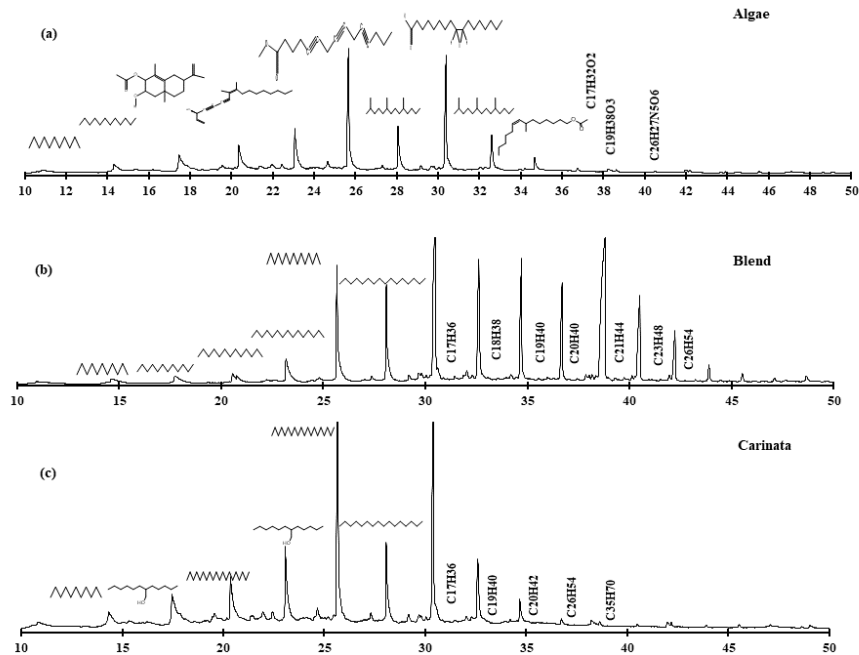 Algae
(a)
C17H32O2
C19H38O3
C26H27N5O6
10 12 14 16 18 20 22 24 26 28 30 32 34 36 38 40 42 44 46 48 50
Blend
(b)
C17H36
C18H38
C19H40
C20H40
C21H44
C23H48
C26H54
10 15 20 25 30 35 40 45 50
Carinata
(c)
HO
HO
C17H36
C19H40
C20H42
C26H54
C35H70
10 15 20 25 30 35 40 45 50